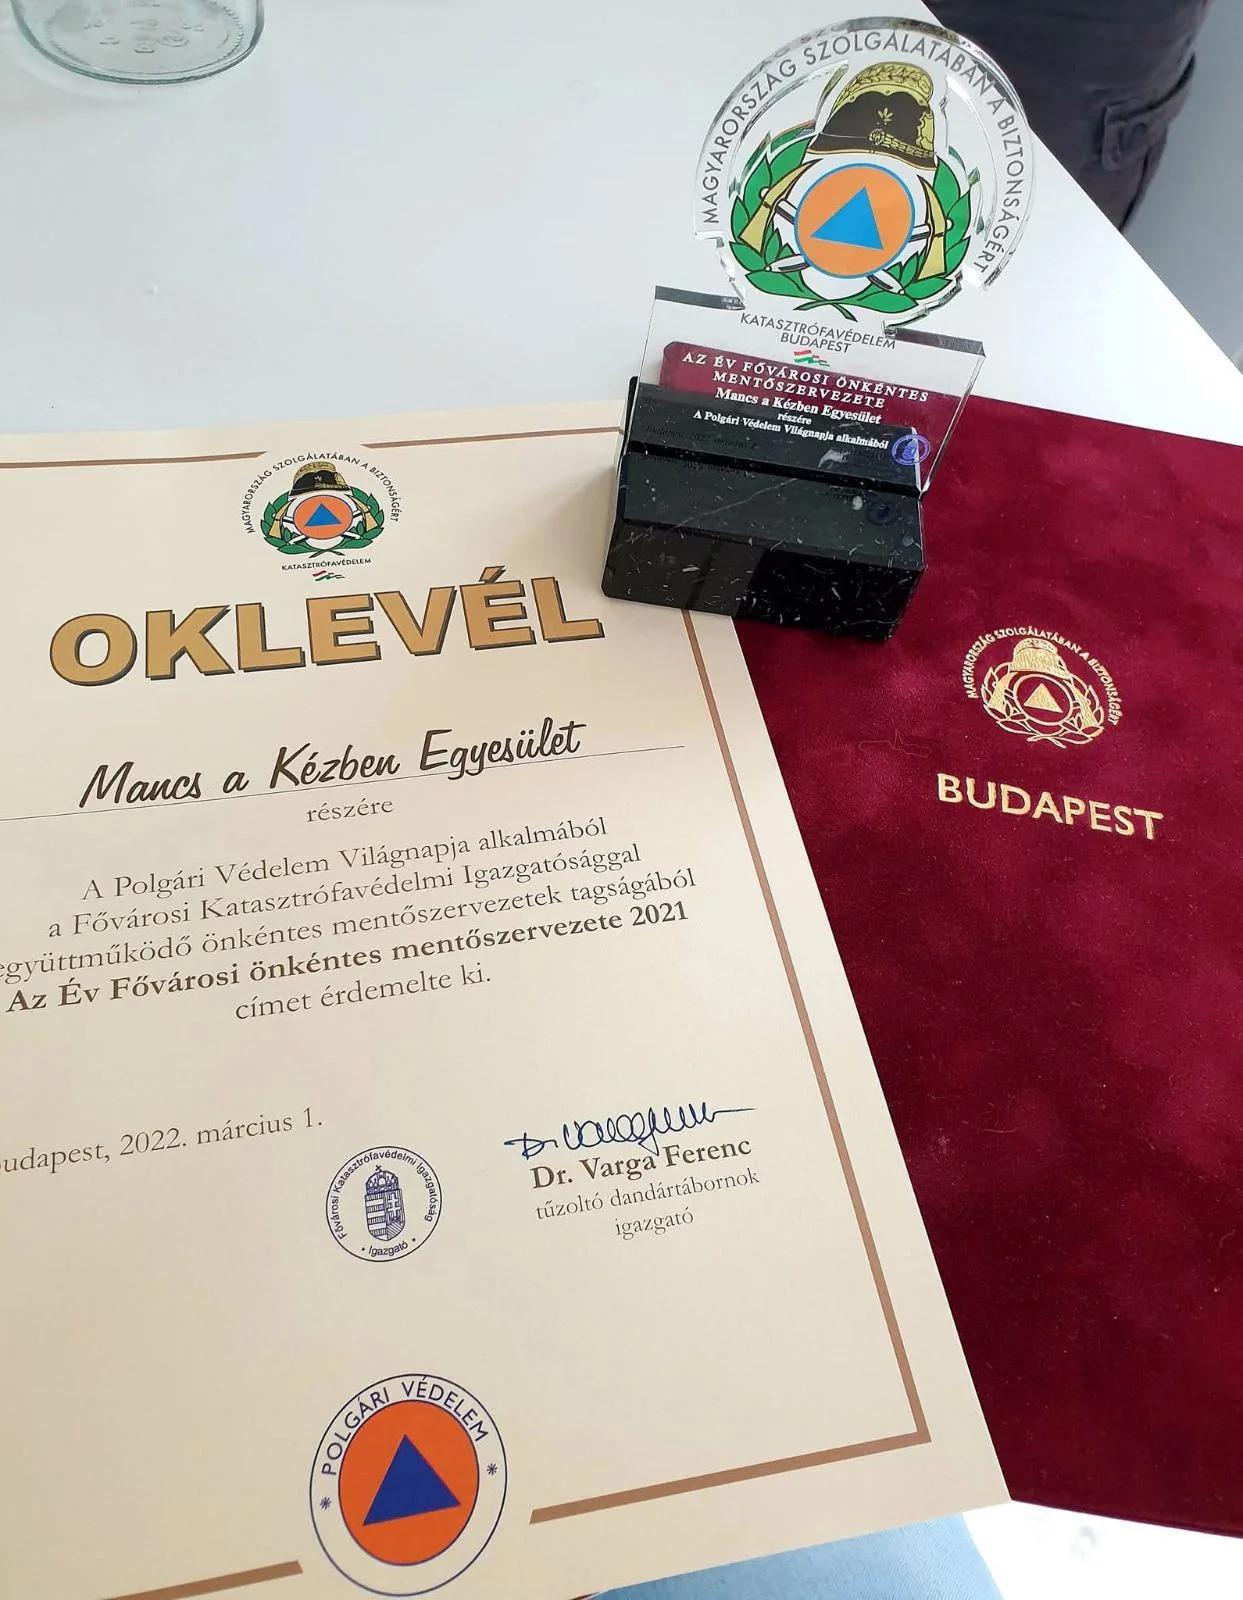 MAGYARORSZÁG SZOLGÁLATÁBAN A BIZTONSÁGÉRT
KATASZTRÓFAVÉDELEM
BUDAPEST
AZ ÉV FŐVÁROSI ÖNKÉNTES
MENTŐSZERVEZETE
Mancs a Kézben Egyesület
részére
A Polgári Védelem Világnapja alkalmából
MAGYARORSZÁG SZOLGÁLATÁBAN A BIZTONSÁGÉRT
KATASZTRÓFAVÉDELEM
OKLEVÉL
Mancs a Kézben Egyesület
részére
A Polgári Védelem Világnapja alkalmából
a Fővárosi Katasztrófavédelmi Igazgatósággal
együttműködő önkéntes mentőszervezetek tagságából
Az Év Fővárosi önkéntes mentőszervezete 2021
címet érdemelte ki.
udapest, 2022. március 1.
Fővárosi Katasztrófavédelmi Igazgatóság
Igazgató
Dr. Varga Ferenc
tűzoltó dandártábornok
igazgató
POLGÁRI VÉDELEM
MAGYARORSZÁG SZOLGÁLATÁBAN A BIZTONSÁGÉRT
BUDAPEST